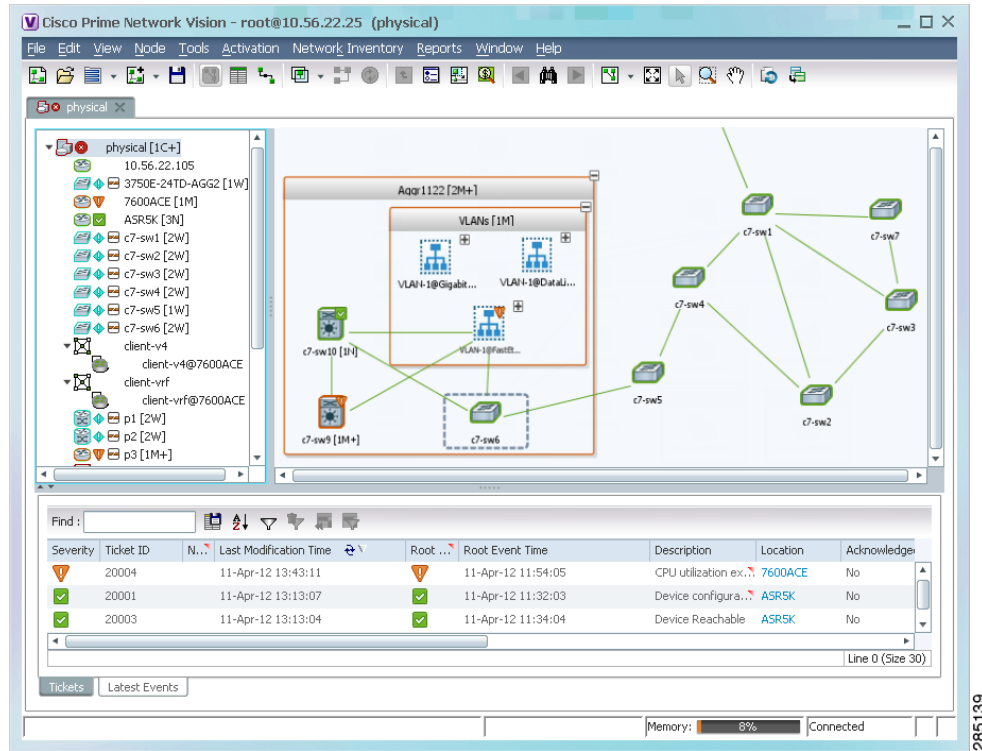 Cisco Prime Network Vision - root@10.56.22.25 (physical)
File Edit View Node Tools Activation Network Inventory Reports Window Help
physical
physical [1C+]
10.56.22.105
3750E-24TD-AGG2 [1W]
7600ACE [1M]
ASR5K [3N]
c7-sw1 [2W]
c7-sw2 [2W]
c7-sw3 [2W]
c7-sw4 [2W]
c7-sw5 [1W]
c7-sw6 [2W]
client-v4
client-v4@7600ACE
client-vrf
client-vrf@7600ACE
p1 [2W]
p2 [2W]
p3 [1M+]
Aggr1122 [2M+]
VLANs [1M]
VLAN-1@Gigabit...
VLAN-1@DataLi...
VLAN-1@FastEt...
c7-sw10 [1N]
c7-sw9 [1M+]
c7-sw6
c7-sw1
c7-sw7
c7-sw4
c7-sw3
c7-sw5
c7-sw2
Find :
Severity Ticket ID N... Last Modification Time Root ... Root Event Time Description Location Acknowledge
20004 11-Apr-12 13:43:11 11-Apr-12 11:54:05 CPU utilization ex... 7600ACE No
20001 11-Apr-12 13:13:07 11-Apr-12 11:32:03 Device configura... ASR5K No
20003 11-Apr-12 13:13:04 11-Apr-12 11:34:04 Device Reachable ASR5K No
Line 0 (Size 30)
Tickets Latest Events
Memory: 8% Connected
285139